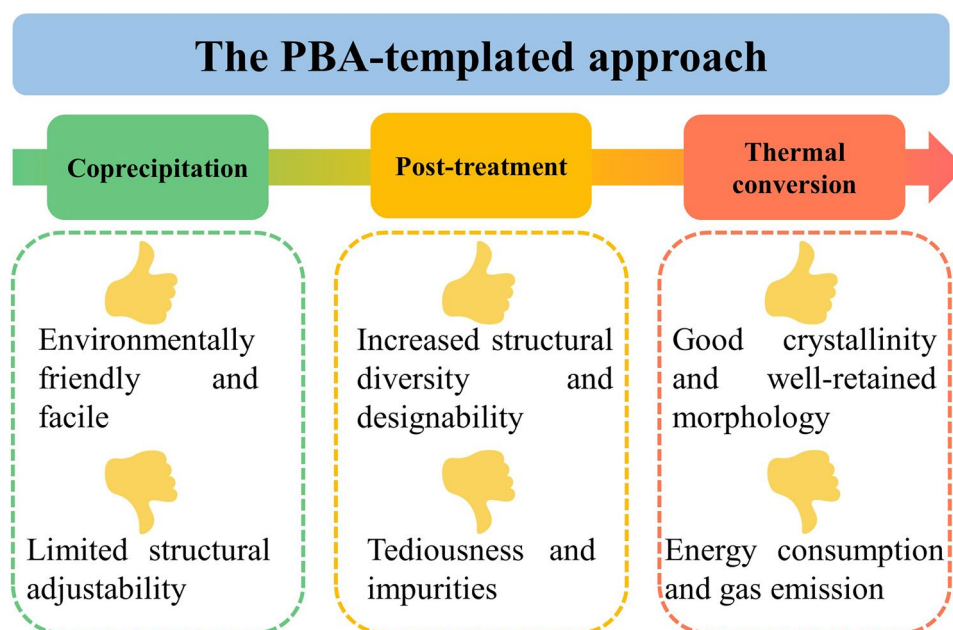 The PBA-templated approach
Coprecipitation
Post-treatment
Thermal
conversion
Environmentally
friendly and
facile
Increased structural
diversity and
designability
Good crystallinity
and well-retained
morphology
Limited structural
adjustability
Tediousness and
impurities
Energy consumption
and gas emission